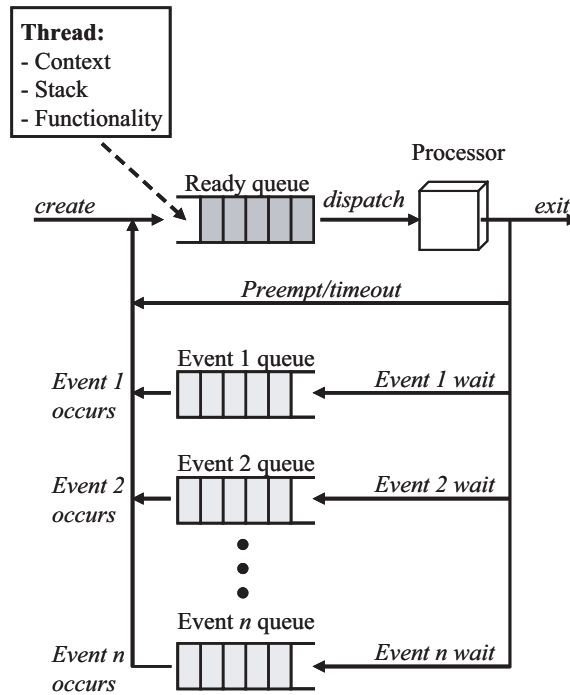 Thread:
- Context
- Stack
- Functionality
Processor
Ready queue
create
dispatch
exit
Preempt/timeout
Event 1 queue
Event 1
occurs
Event 1 wait
Event 2 queue
Event 2
occurs
Event 2 wait
Event n queue
Event n
occurs
Event n wait